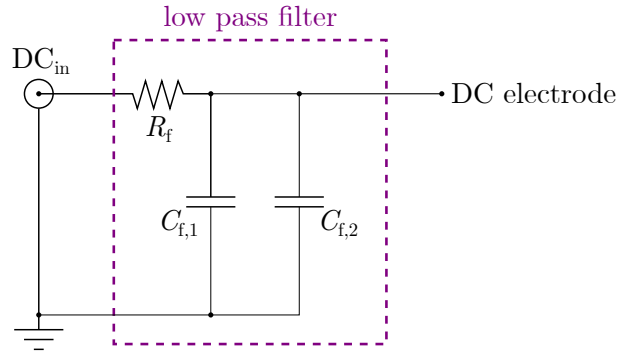 low pass filter
DC_in
R_f
DC electrode
C_f,1
C_f,2